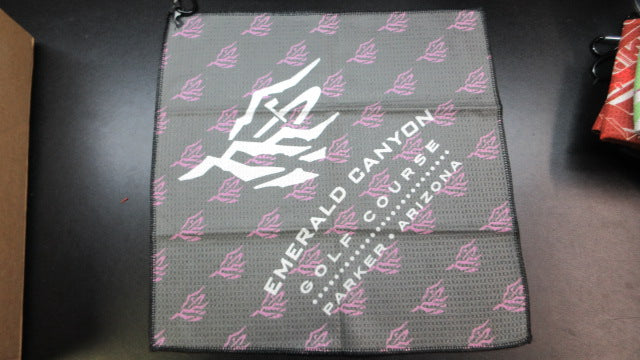 EMERALD CANYON
GOLF COURSE
PARKER • ARIZONA